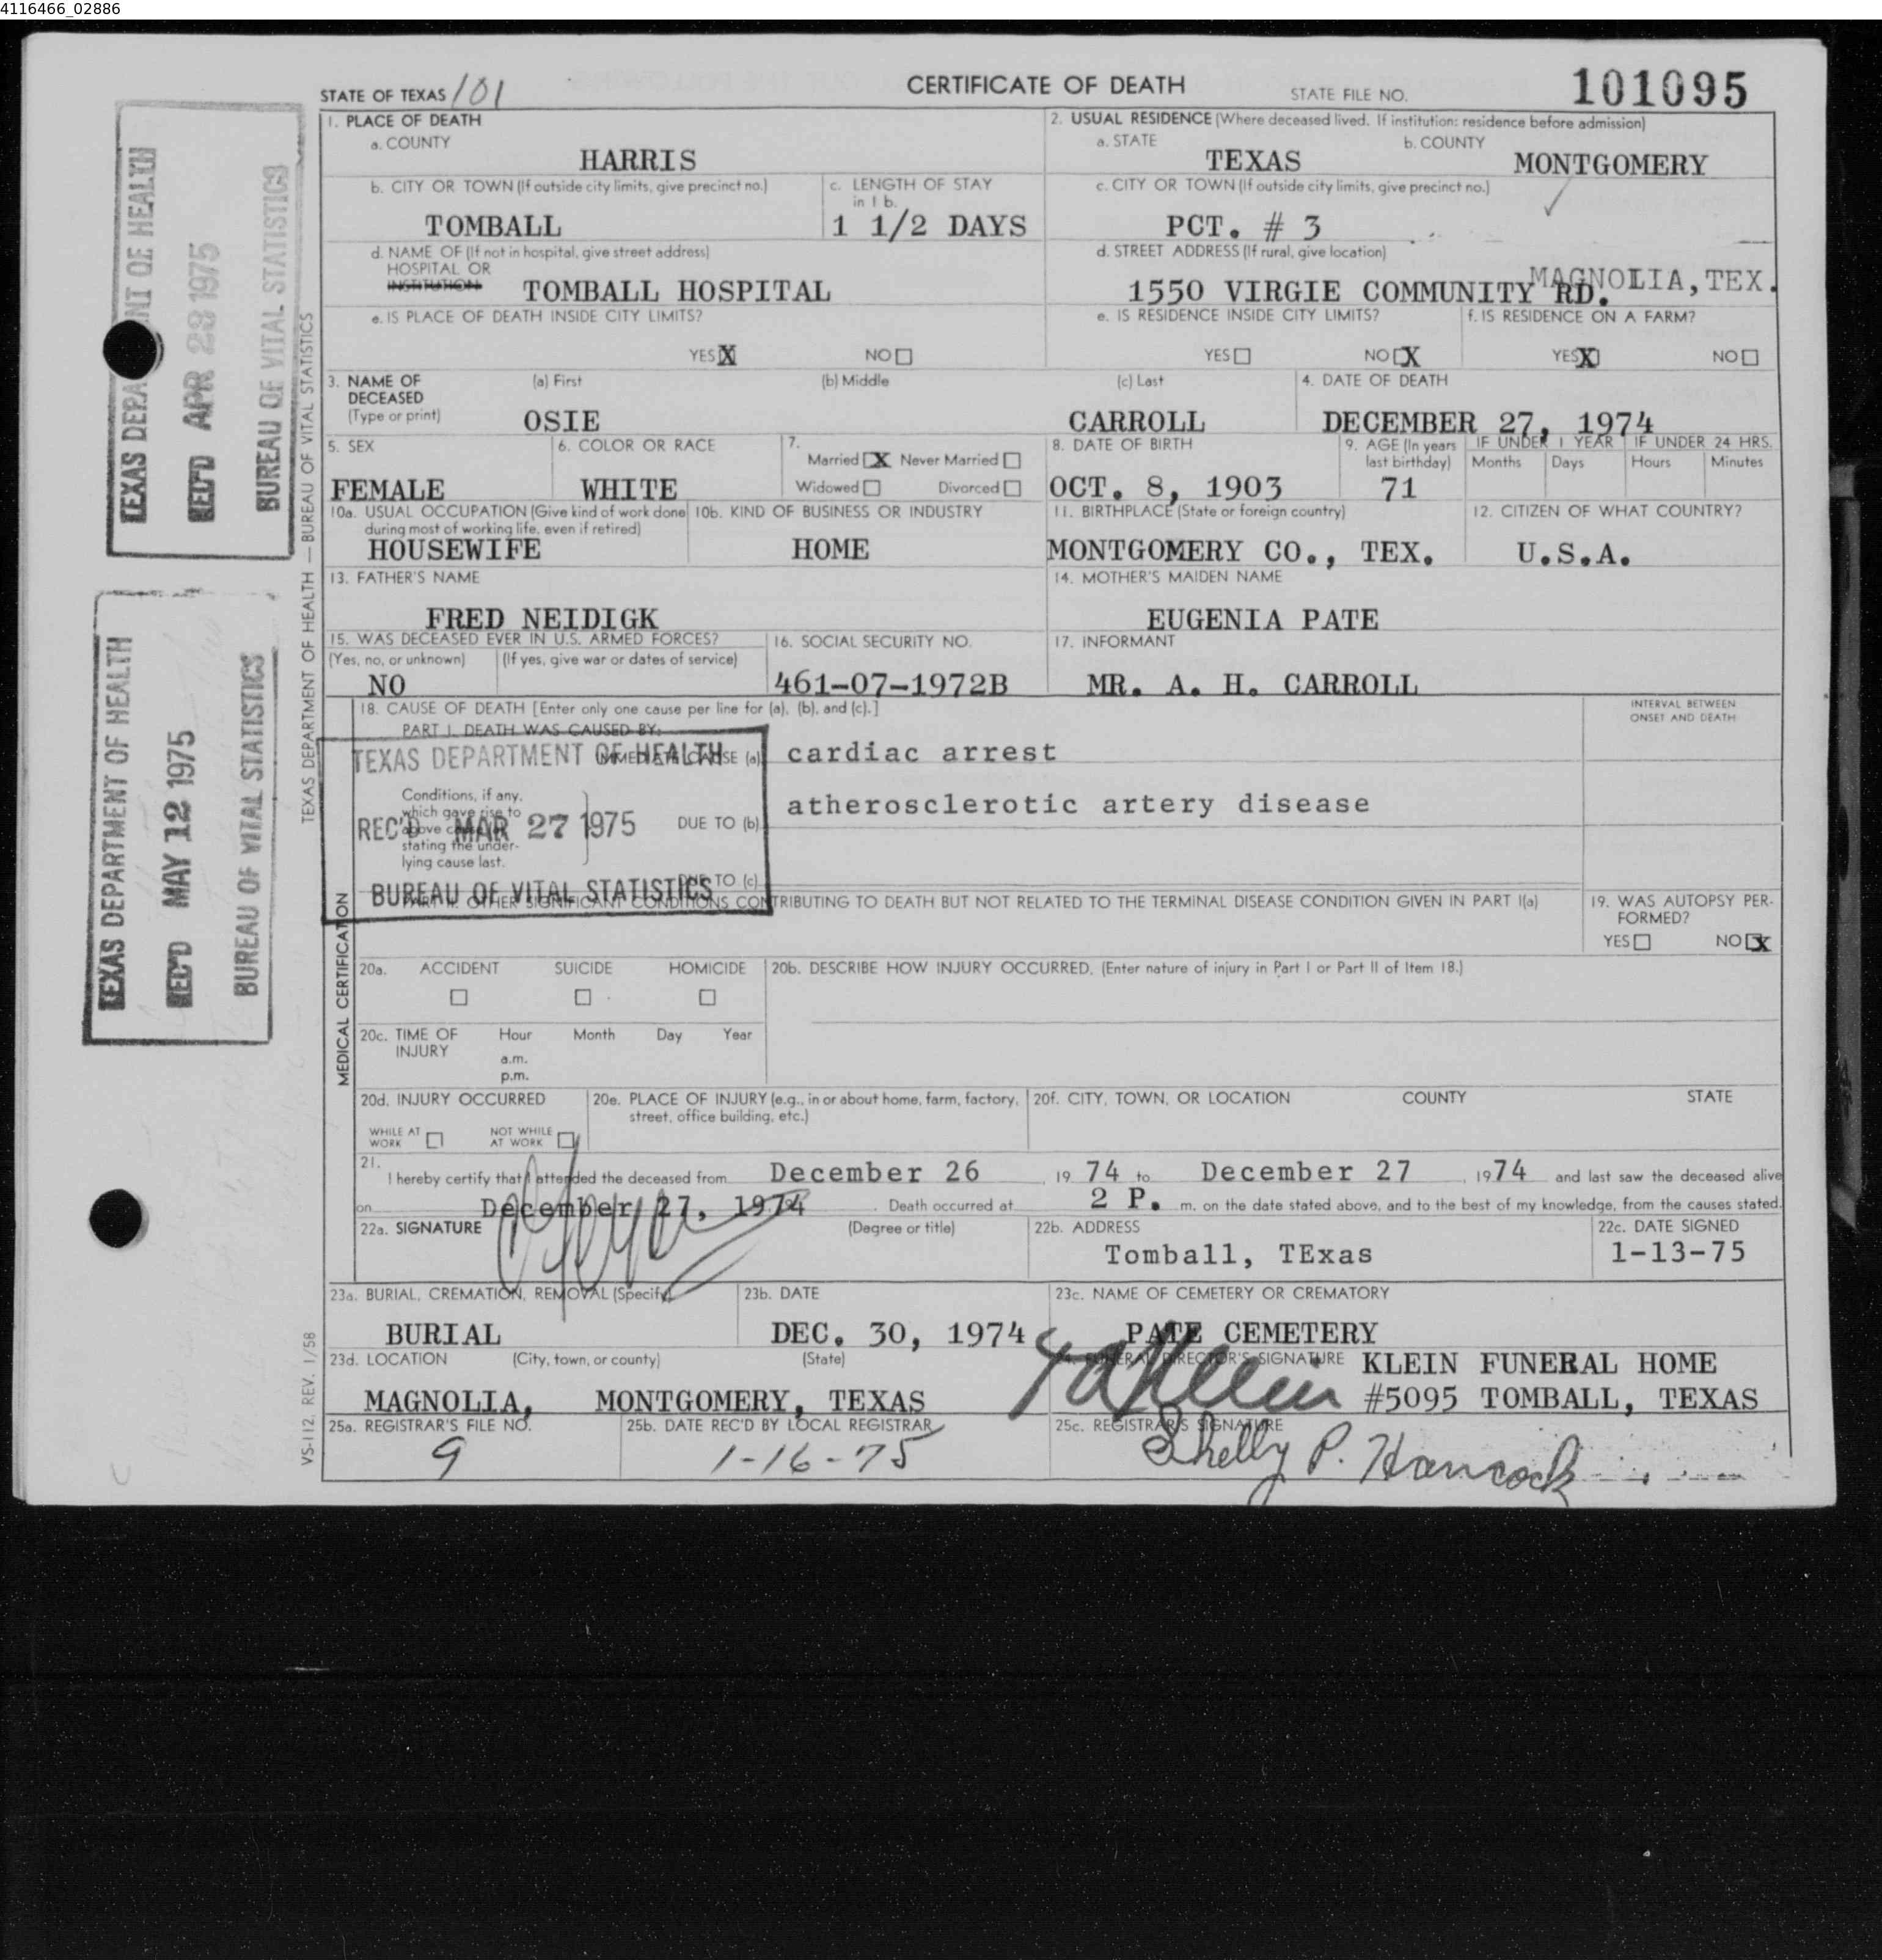 4116466_02886
STATE OF TEXAS 101
CERTIFICATE OF DEATH
STATE FILE NO. 101095
1. PLACE OF DEATH
a. COUNTY
HARRIS
b. CITY OR TOWN (If outside city limits, give precinct no.)
TOMBALL
c. LENGTH OF STAY
in 1 b.
1 1/2 DAYS
d. NAME OF (If not in hospital, give street address)
HOSPITAL OR
INSTITUTION
TOMBALL HOSPITAL
e. IS PLACE OF DEATH INSIDE CITY LIMITS?
YES X NO
2. USUAL RESIDENCE (Where deceased lived. If institution: residence before admission)
a. STATE
TEXAS
b. COUNTY
MONTGOMERY
c. CITY OR TOWN (If outside city limits, give precinct no.)
PCT. # 3
d. STREET ADDRESS (If rural, give location)
1550 VIRGIE COMMUNITY RD. MAGNOLIA, TEX.
e. IS RESIDENCE INSIDE CITY LIMITS?
YES NO X
f. IS RESIDENCE ON A FARM?
YES X NO
3. NAME OF
DECEASED
(Type or print)
(a) First
OSIE
(b) Middle
(c) Last
CARROLL
4. DATE OF DEATH
DECEMBER 27, 1974
5. SEX
FEMALE
6. COLOR OR RACE
WHITE
7.
Married X Never Married
Widowed Divorced
8. DATE OF BIRTH
OCT. 8, 1903
9. AGE (In years
last birthday)
71
IF UNDER 1 YEAR
Months Days
IF UNDER 24 HRS.
Hours Minutes
10a. USUAL OCCUPATION (Give kind of work done
during most of working life, even if retired)
HOUSEWIFE
10b. KIND OF BUSINESS OR INDUSTRY
HOME
11. BIRTHPLACE (State or foreign country)
MONTGOMERY CO., TEX.
12. CITIZEN OF WHAT COUNTRY?
U.S.A.
13. FATHER'S NAME
FRED NEIDIGK
14. MOTHER'S MAIDEN NAME
EUGENIA PATE
15. WAS DECEASED EVER IN U.S. ARMED FORCES?
(Yes, no, or unknown) (If yes, give war or dates of service)
NO
16. SOCIAL SECURITY NO.
461-07-1972B
17. INFORMANT
MR. A. H. CARROLL
18. CAUSE OF DEATH [Enter only one cause per line for (a), (b), and (c).]
PART I. DEATH WAS CAUSED BY:
IMMEDIATE CAUSE (a)
cardiac arrest
INTERVAL BETWEEN
ONSET AND DEATH
Conditions, if any,
which gave rise to
above cause
stating the under-
lying cause last.
atherosclerotic artery disease
DUE TO (b)
DUE TO (c)
TEXAS DEPARTMENT OF HEALTH
REC'D MAR 27 1975
BUREAU OF VITAL STATISTICS
PART II. OTHER SIGNIFICANT CONDITIONS CONTRIBUTING TO DEATH BUT NOT RELATED TO THE TERMINAL DISEASE CONDITION GIVEN IN PART I(a)
19. WAS AUTOPSY PER-
FORMED?
YES NO X
20a. ACCIDENT SUICIDE HOMICIDE
20b. DESCRIBE HOW INJURY OCCURRED. (Enter nature of injury in Part I or Part II of Item 18.)
20c. TIME OF
INJURY
Hour Month Day Year
a.m.
p.m.
20d. INJURY OCCURRED
WHILE AT
WORK
NOT WHILE
AT WORK
20e. PLACE OF INJURY (e.g., in or about home, farm, factory,
street, office building, etc.)
20f. CITY, TOWN, OR LOCATION COUNTY STATE
21.
I hereby certify that I attended the deceased from December 26, 19 74 to December 27, 19 74 and last saw the deceased alive
on December 27, 1974. Death occurred at 2 P. m. on the date stated above, and to the best of my knowledge, from the causes stated.
22a. SIGNATURE
(Degree or title)
22b. ADDRESS
Tomball, TExas
22c. DATE SIGNED
1-13-75
23a. BURIAL, CREMATION, REMOVAL (Specify)
BURIAL
23b. DATE
DEC. 30, 1974
23c. NAME OF CEMETERY OR CREMATORY
PATE CEMETERY
23d. LOCATION (City, town, or county) (State)
MAGNOLIA, MONTGOMERY, TEXAS
24. FUNERAL DIRECTOR'S SIGNATURE
KLEIN FUNERAL HOME
#5095 TOMBALL, TEXAS
25a. REGISTRAR'S FILE NO.
9
25b. DATE REC'D BY LOCAL REGISTRAR
1-16-75
25c. REGISTRAR'S SIGNATURE
Shelly P. Hancock
MEDICAL CERTIFICATION
TEXAS DEPARTMENT OF HEALTH — BUREAU OF VITAL STATISTICS
VS-112, REV. 1/58
REC'D APR 29 1975
BUREAU OF VITAL STATISTICS
TEXAS DEPARTMENT OF HEALTH
REC'D MAY 12 1975
BUREAU OF VITAL STATISTICS